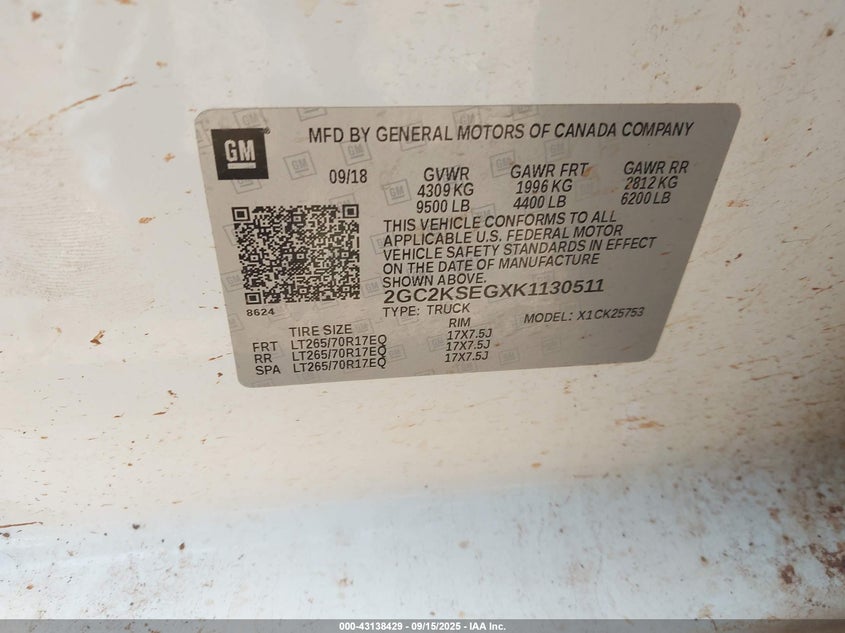 GM
MFD BY GENERAL MOTORS OF CANADA COMPANY
09/18 GVWR GAWR FRT GAWR RR
4309 KG 1996 KG 2812 KG
9500 LB 4400 LB 6200 LB
THIS VEHICLE CONFORMS TO ALL
APPLICABLE U.S. FEDERAL MOTOR
VEHICLE SAFETY STANDARDS IN EFFECT
ON THE DATE OF MANUFACTURE
SHOWN ABOVE.
8624 2GC2KSEGXK1130511
TYPE: TRUCK MODEL: X1CK25753
TIRE SIZE RIM
FRT LT265/70R17EQ 17X7.5J
RR LT265/70R17EQ 17X7.5J
SPA LT265/70R17EQ 17X7.5J
000-43138429 - 09/15/2025 - IAA Inc.